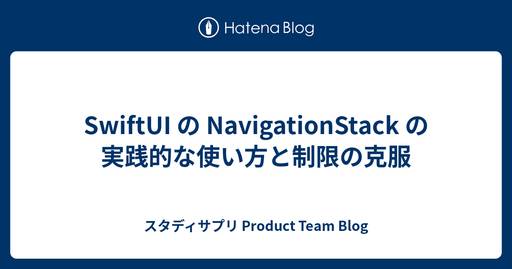 Hatena Blog
SwiftUI の NavigationStack の
実践的な使い方と制限の克服
スタディサプリ Product Team Blog